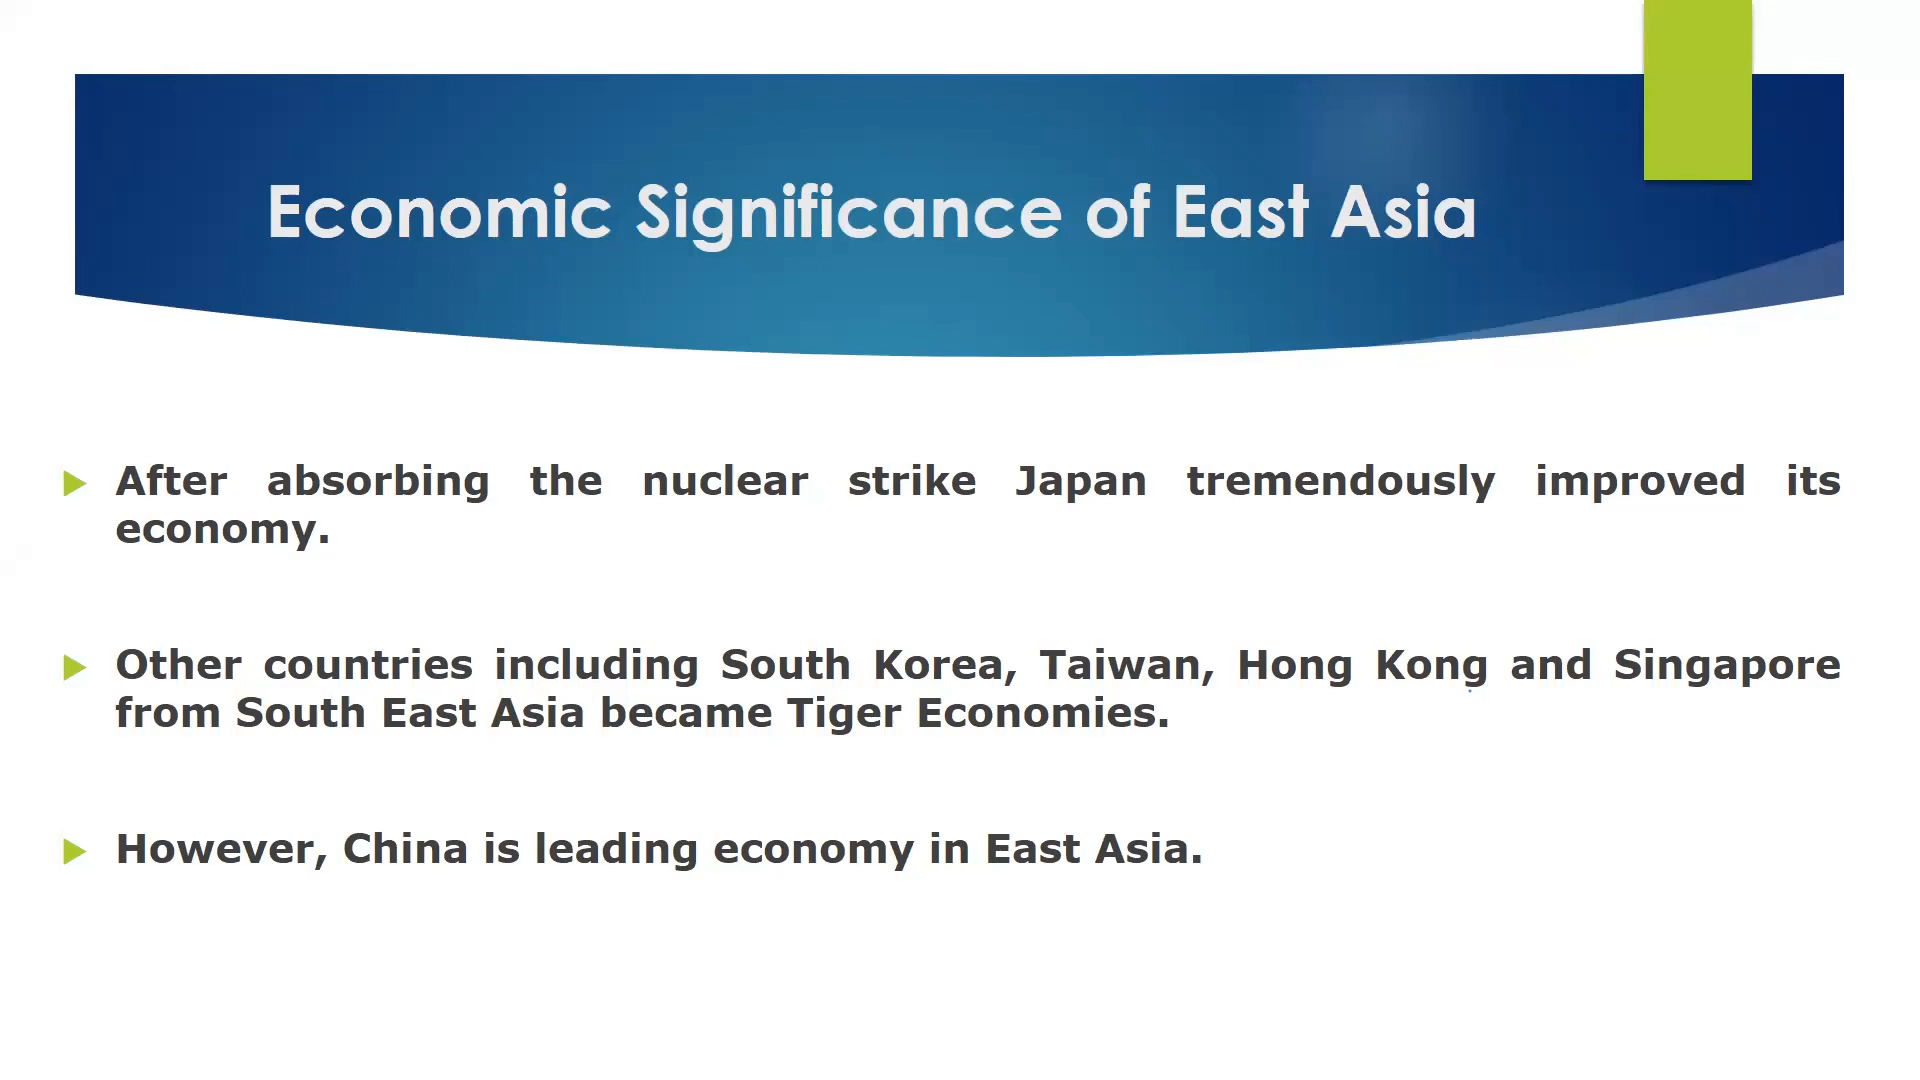 Economic Significance of East Asia
After absorbing the nuclear strike Japan tremendously improved its
economy.
Other countries including South Korea, Taiwan, Hong Kong and Singapore
from South East Asia became Tiger Economies.
However, China is leading economy in East Asia.